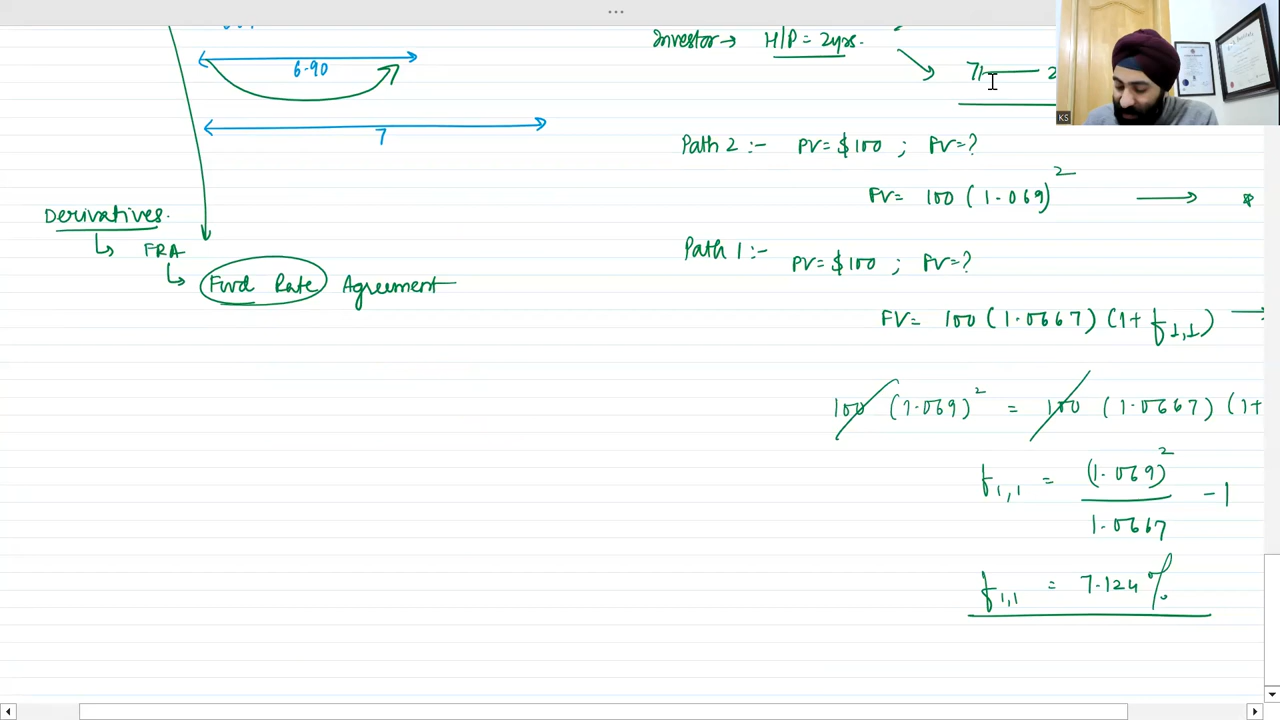 6.90
7
Derivatives.
↳ FRA
↳ Fwd Rate Agreement
Investor → H/P = 2yrs.
Path 2 :- PV = $100 ; FV = ?
FV = 100 (1.069)^2 →
Path 1 :- PV = $100 ; FV = ?
FV = 100 (1.0667) (1 + f1,1) →
100 (1.069)^2 = 100 (1.0667) (1+
f1,1 = (1.069)^2 / 1.0667 - 1
f1,1 = 7.124%
KS